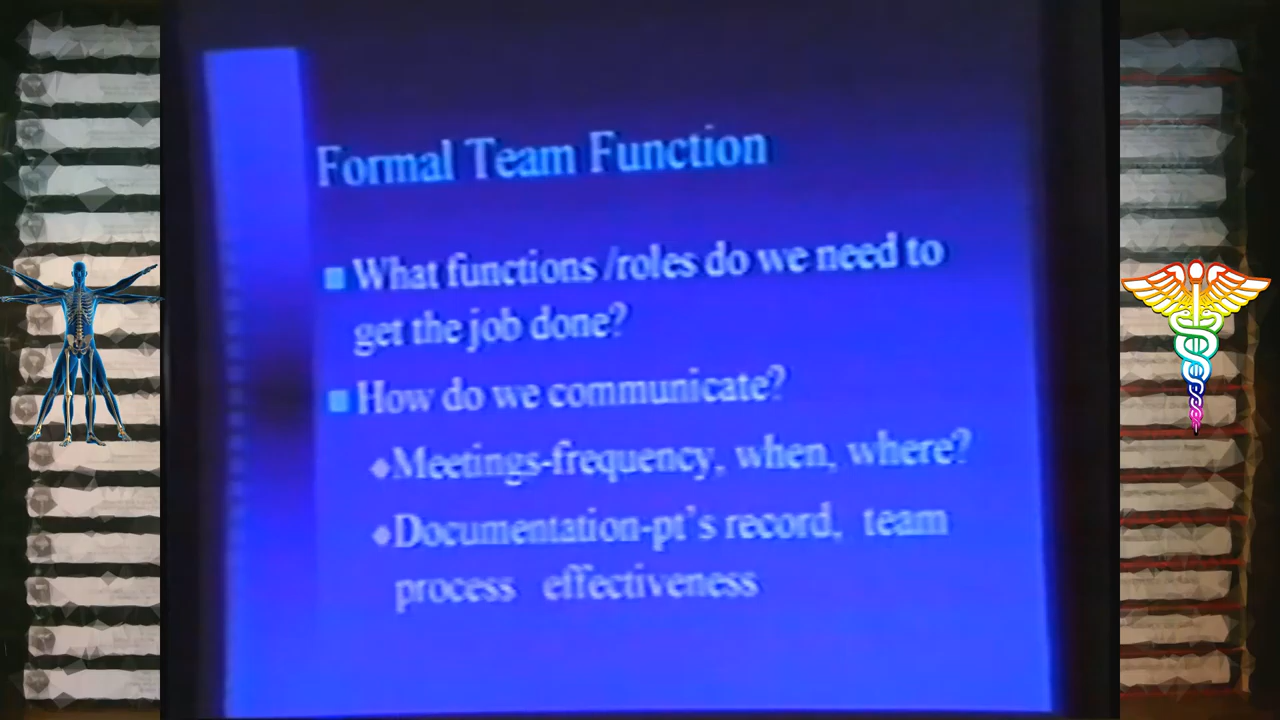 Formal Team Function
■ What functions /roles do we need to
get the job done?
■ How do we communicate?
◆Meetings-frequency, when, where?
◆Documentation-pt's record, team
process effectiveness